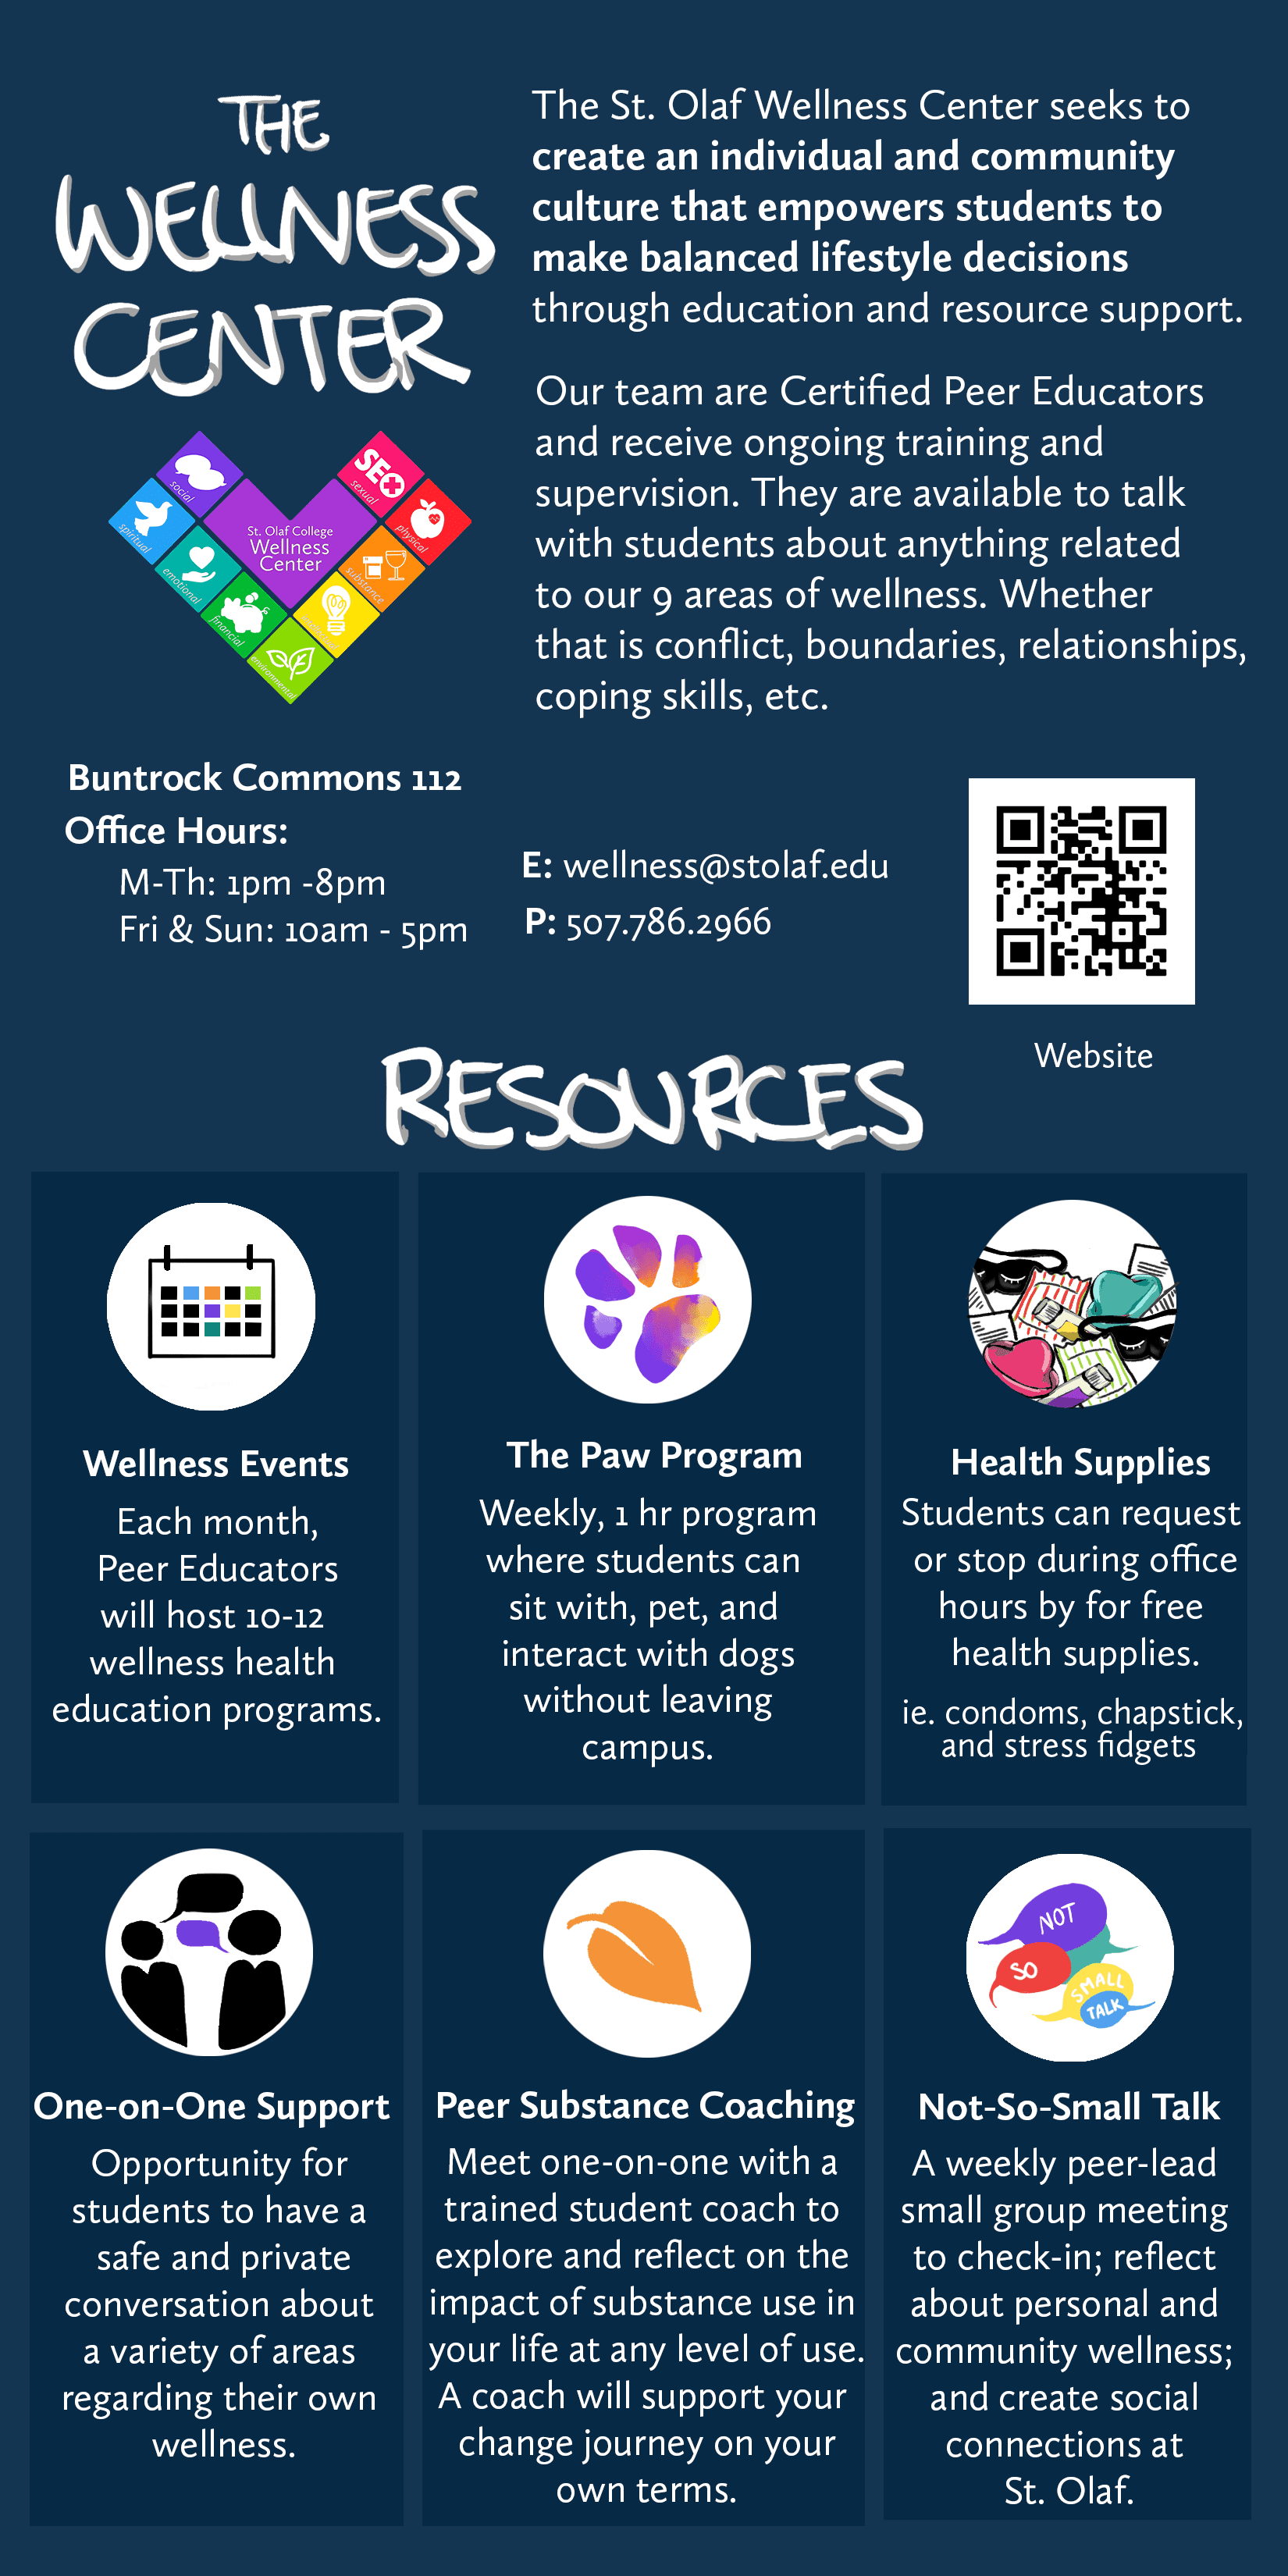 THE
WELLNESS
CENTER
The St. Olaf Wellness Center seeks to
create an individual and community
culture that empowers students to
make balanced lifestyle decisions
through education and resource support.
Our team are Certified Peer Educators
and receive ongoing training and
supervision. They are available to talk
with students about anything related
to our 9 areas of wellness. Whether
that is conflict, boundaries, relationships,
coping skills, etc.
social
spiritual
emotional
financial
environmental
St. Olaf College
Wellness
Center
SEX
sexual
physical
substance
Buntrock Commons 112
Office Hours:
M-Th: 1pm -8pm
Fri & Sun: 10am - 5pm
E: wellness@stolaf.edu
P: 507.786.2966
Website
RESOURCES
Wellness Events
Each month,
Peer Educators
will host 10-12
wellness health
education programs.
The Paw Program
Weekly, 1 hr program
where students can
sit with, pet, and
interact with dogs
without leaving
campus.
Health Supplies
Students can request
or stop during office
hours by for free
health supplies.
ie. condoms, chapstick,
and stress fidgets
One-on-One Support
Opportunity for
students to have a
safe and private
conversation about
a variety of areas
regarding their own
wellness.
Peer Substance Coaching
Meet one-on-one with a
trained student coach to
explore and reflect on the
impact of substance use in
your life at any level of use.
A coach will support your
change journey on your
own terms.
NOT
SO
SMALL
TALK
Not-So-Small Talk
A weekly peer-lead
small group meeting
to check-in; reflect
about personal and
community wellness;
and create social
connections at
St. Olaf.